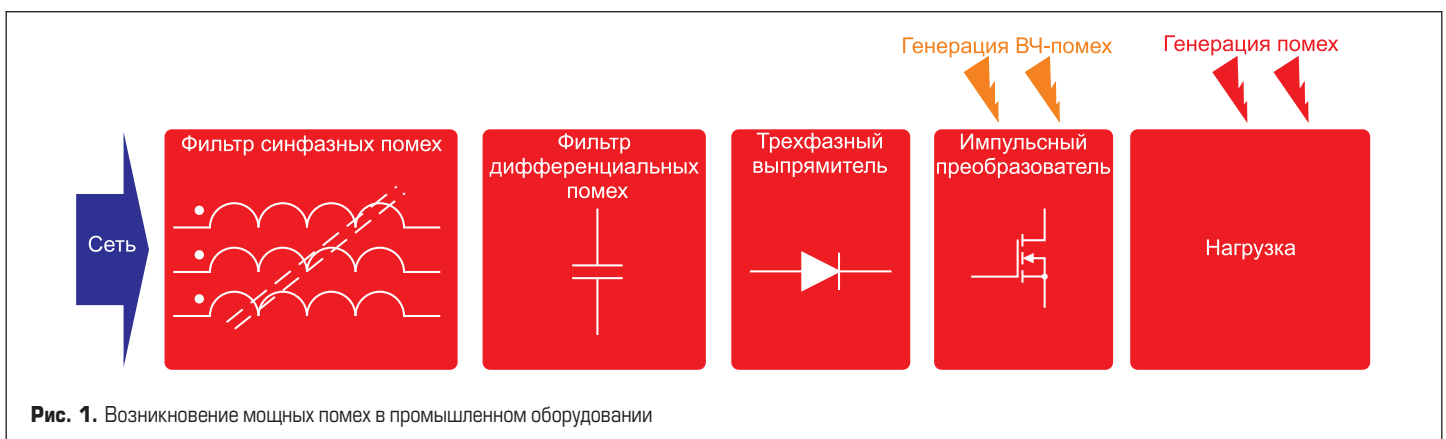 Генерация ВЧ-помех
Генерация помех
Сеть
Фильтр синфазных помех
Фильтр
дифференциальных
помех
Трехфазный
выпрямитель
Импульсный
преобразователь
Нагрузка
Рис. 1. Возникновение мощных помех в промышленном оборудовании